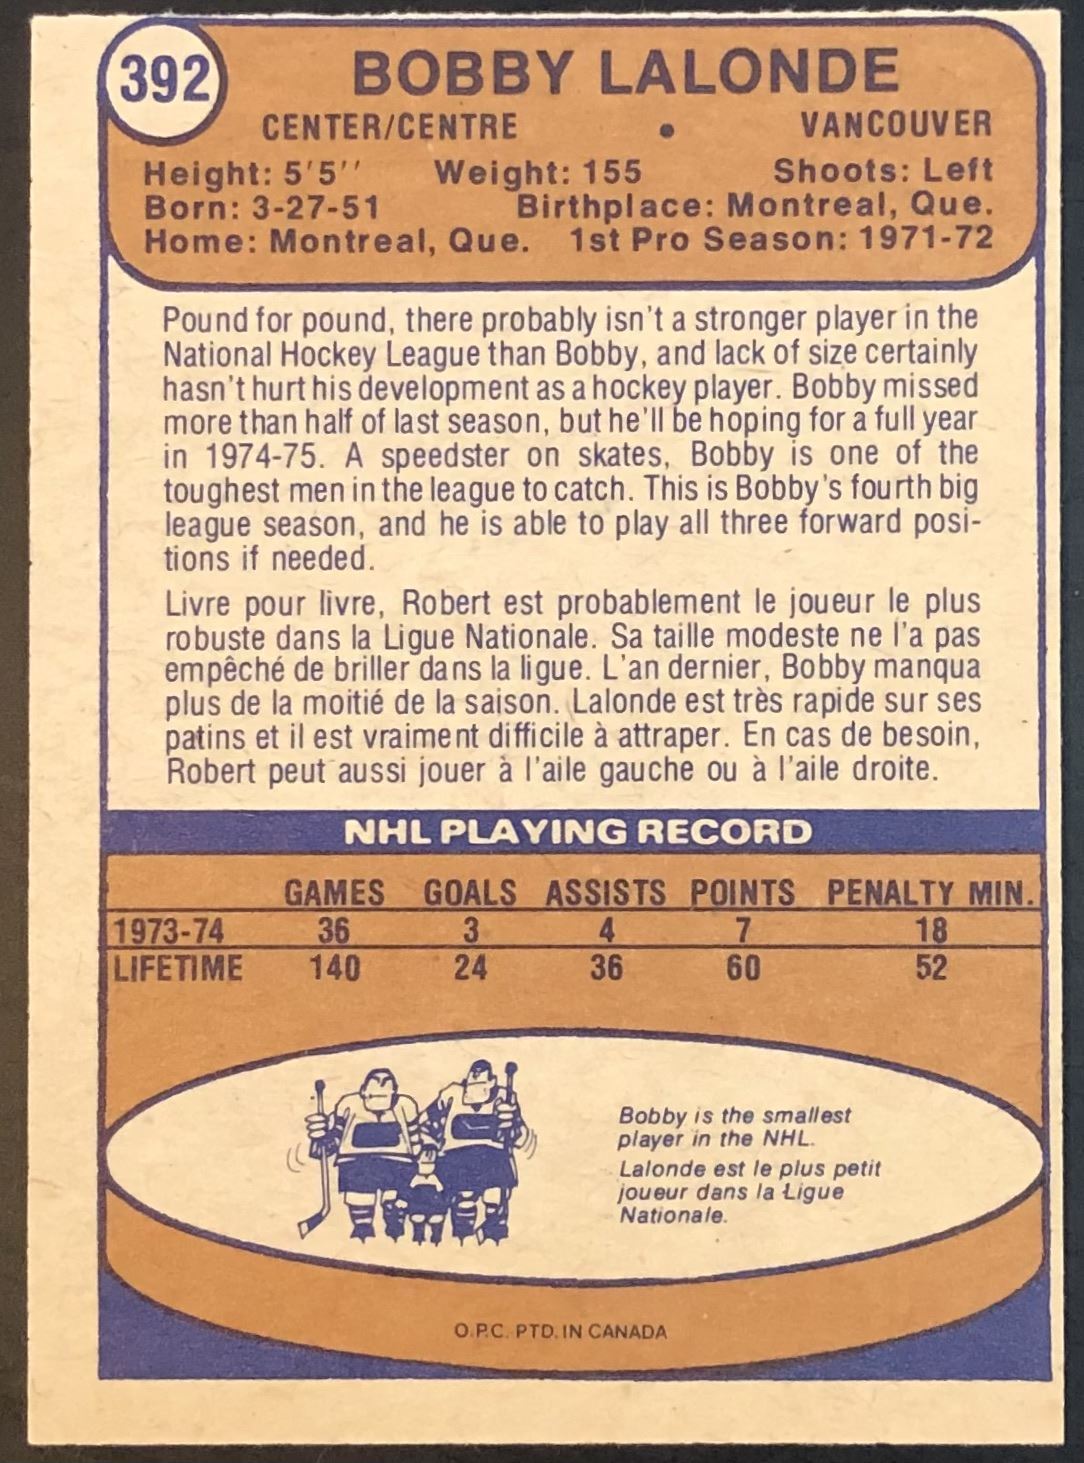 392
BOBBY LALONDE
CENTER/CENTRE • VANCOUVER
Height: 5'5'' Weight: 155 Shoots: Left
Born: 3-27-51 Birthplace: Montreal, Que.
Home: Montreal, Que. 1st Pro Season: 1971-72
Pound for pound, there probably isn't a stronger player in the
National Hockey League than Bobby, and lack of size certainly
hasn't hurt his development as a hockey player. Bobby missed
more than half of last season, but he'll be hoping for a full year
in 1974-75. A speedster on skates, Bobby is one of the
toughest men in the league to catch. This is Bobby's fourth big
league season, and he is able to play all three forward posi-
tions if needed.
Livre pour livre, Robert est probablement le joueur le plus
robuste dans la Ligue Nationale. Sa taille modeste ne l'a pas
empêché de briller dans la ligue. L'an dernier, Bobby manqua
plus de la moitié de la saison. Lalonde est très rapide sur ses
patins et il est vraiment difficile à attraper. En cas de besoin,
Robert peut aussi jouer à l'aile gauche ou à l'aile droite.
NHL PLAYING RECORD
GAMES GOALS ASSISTS POINTS PENALTY MIN.
1973-74 36 3 4 7 18
LIFETIME 140 24 36 60 52
Bobby is the smallest
player in the NHL.
Lalonde est le plus petit
joueur dans la Ligue
Nationale.
O.P.C. PTD. IN CANADA